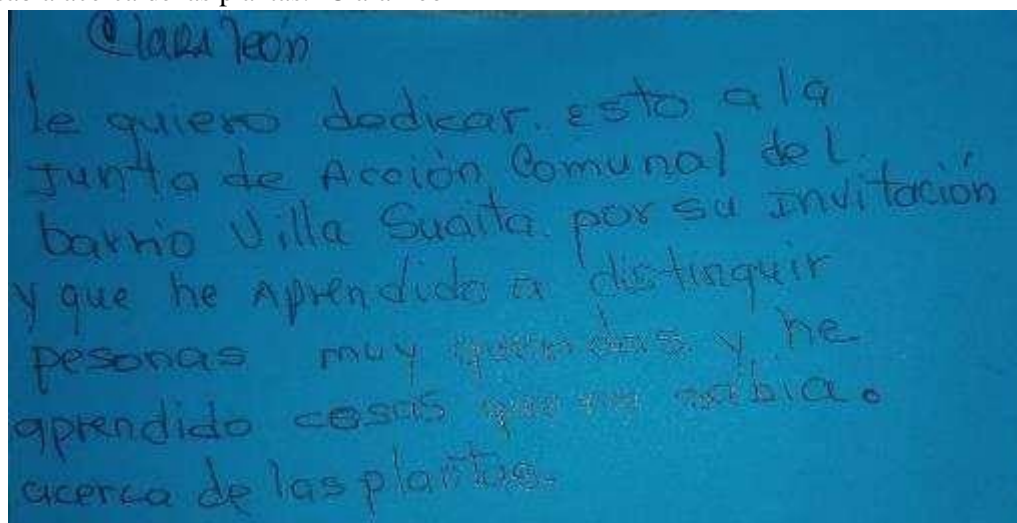 Clara león
le quiero dedicar. esto a la
Junta de Acción Comunal del
barrio Villa Suaita. por su Invitación
y que he Aprendido a distinguir
pesonas muy queridas y he
aprendido cosas que no sabia.
acerca de las plantas.